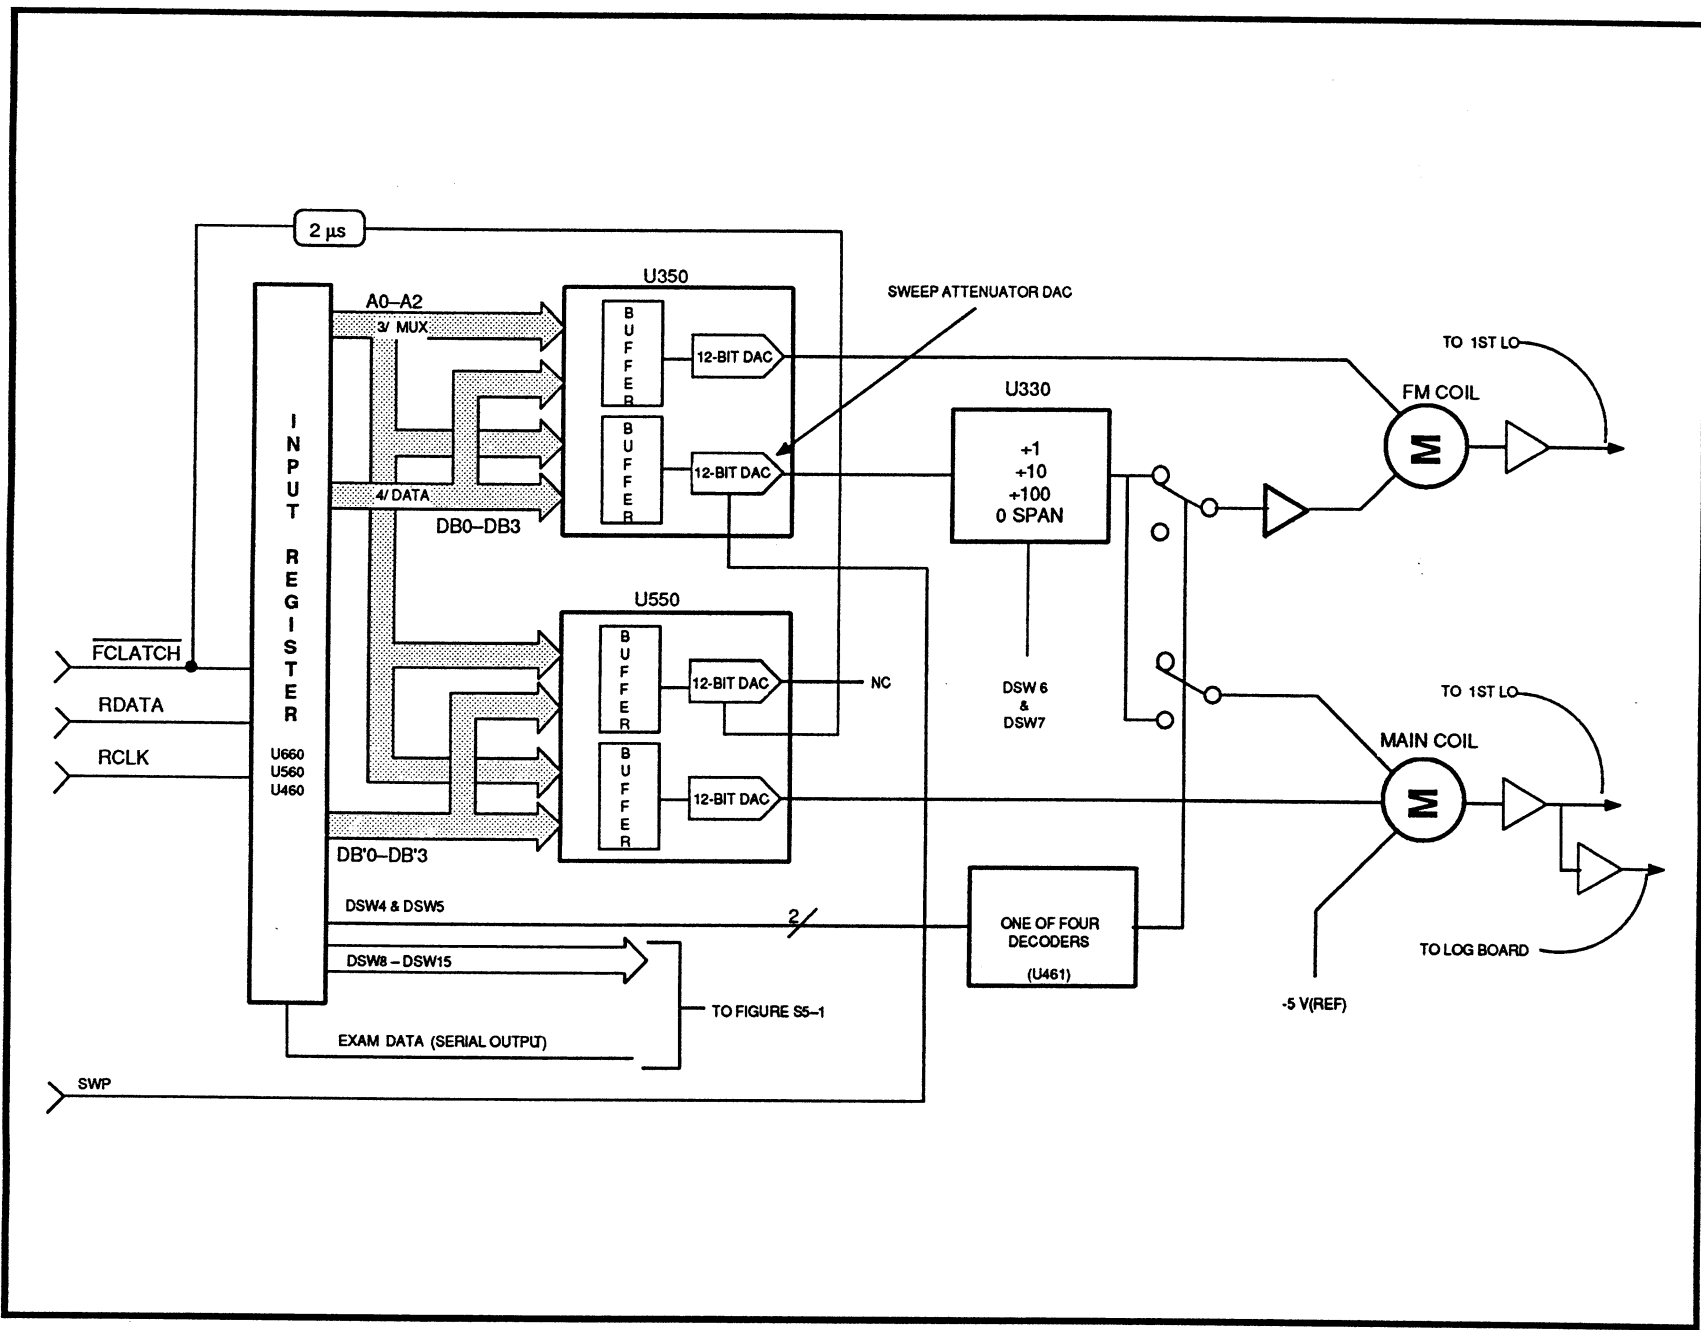 2 µs
U350
A0–A2
3/ MUX
BUFFER
12-BIT DAC
SWEEP ATTENUATOR DAC
TO 1ST LO
FM COIL
M
U330
+1
+10
+100
0 SPAN
BUFFER
12-BIT DAC
4/ DATA
DB0–DB3
INPUT REGISTER
U660
U560
U460
U550
FCLATCH
RDATA
RCLK
BUFFER
12-BIT DAC
NC
DSW 6
&
DSW7
TO 1ST LO
MAIN COIL
M
BUFFER
12-BIT DAC
DB'0–DB'3
DSW4 & DSW5
2
ONE OF FOUR
DECODERS
(U461)
TO LOG BOARD
DSW8 – DSW15
-5 V(REF)
TO FIGURE S5–1
EXAM DATA (SERIAL OUTPUT)
SWP